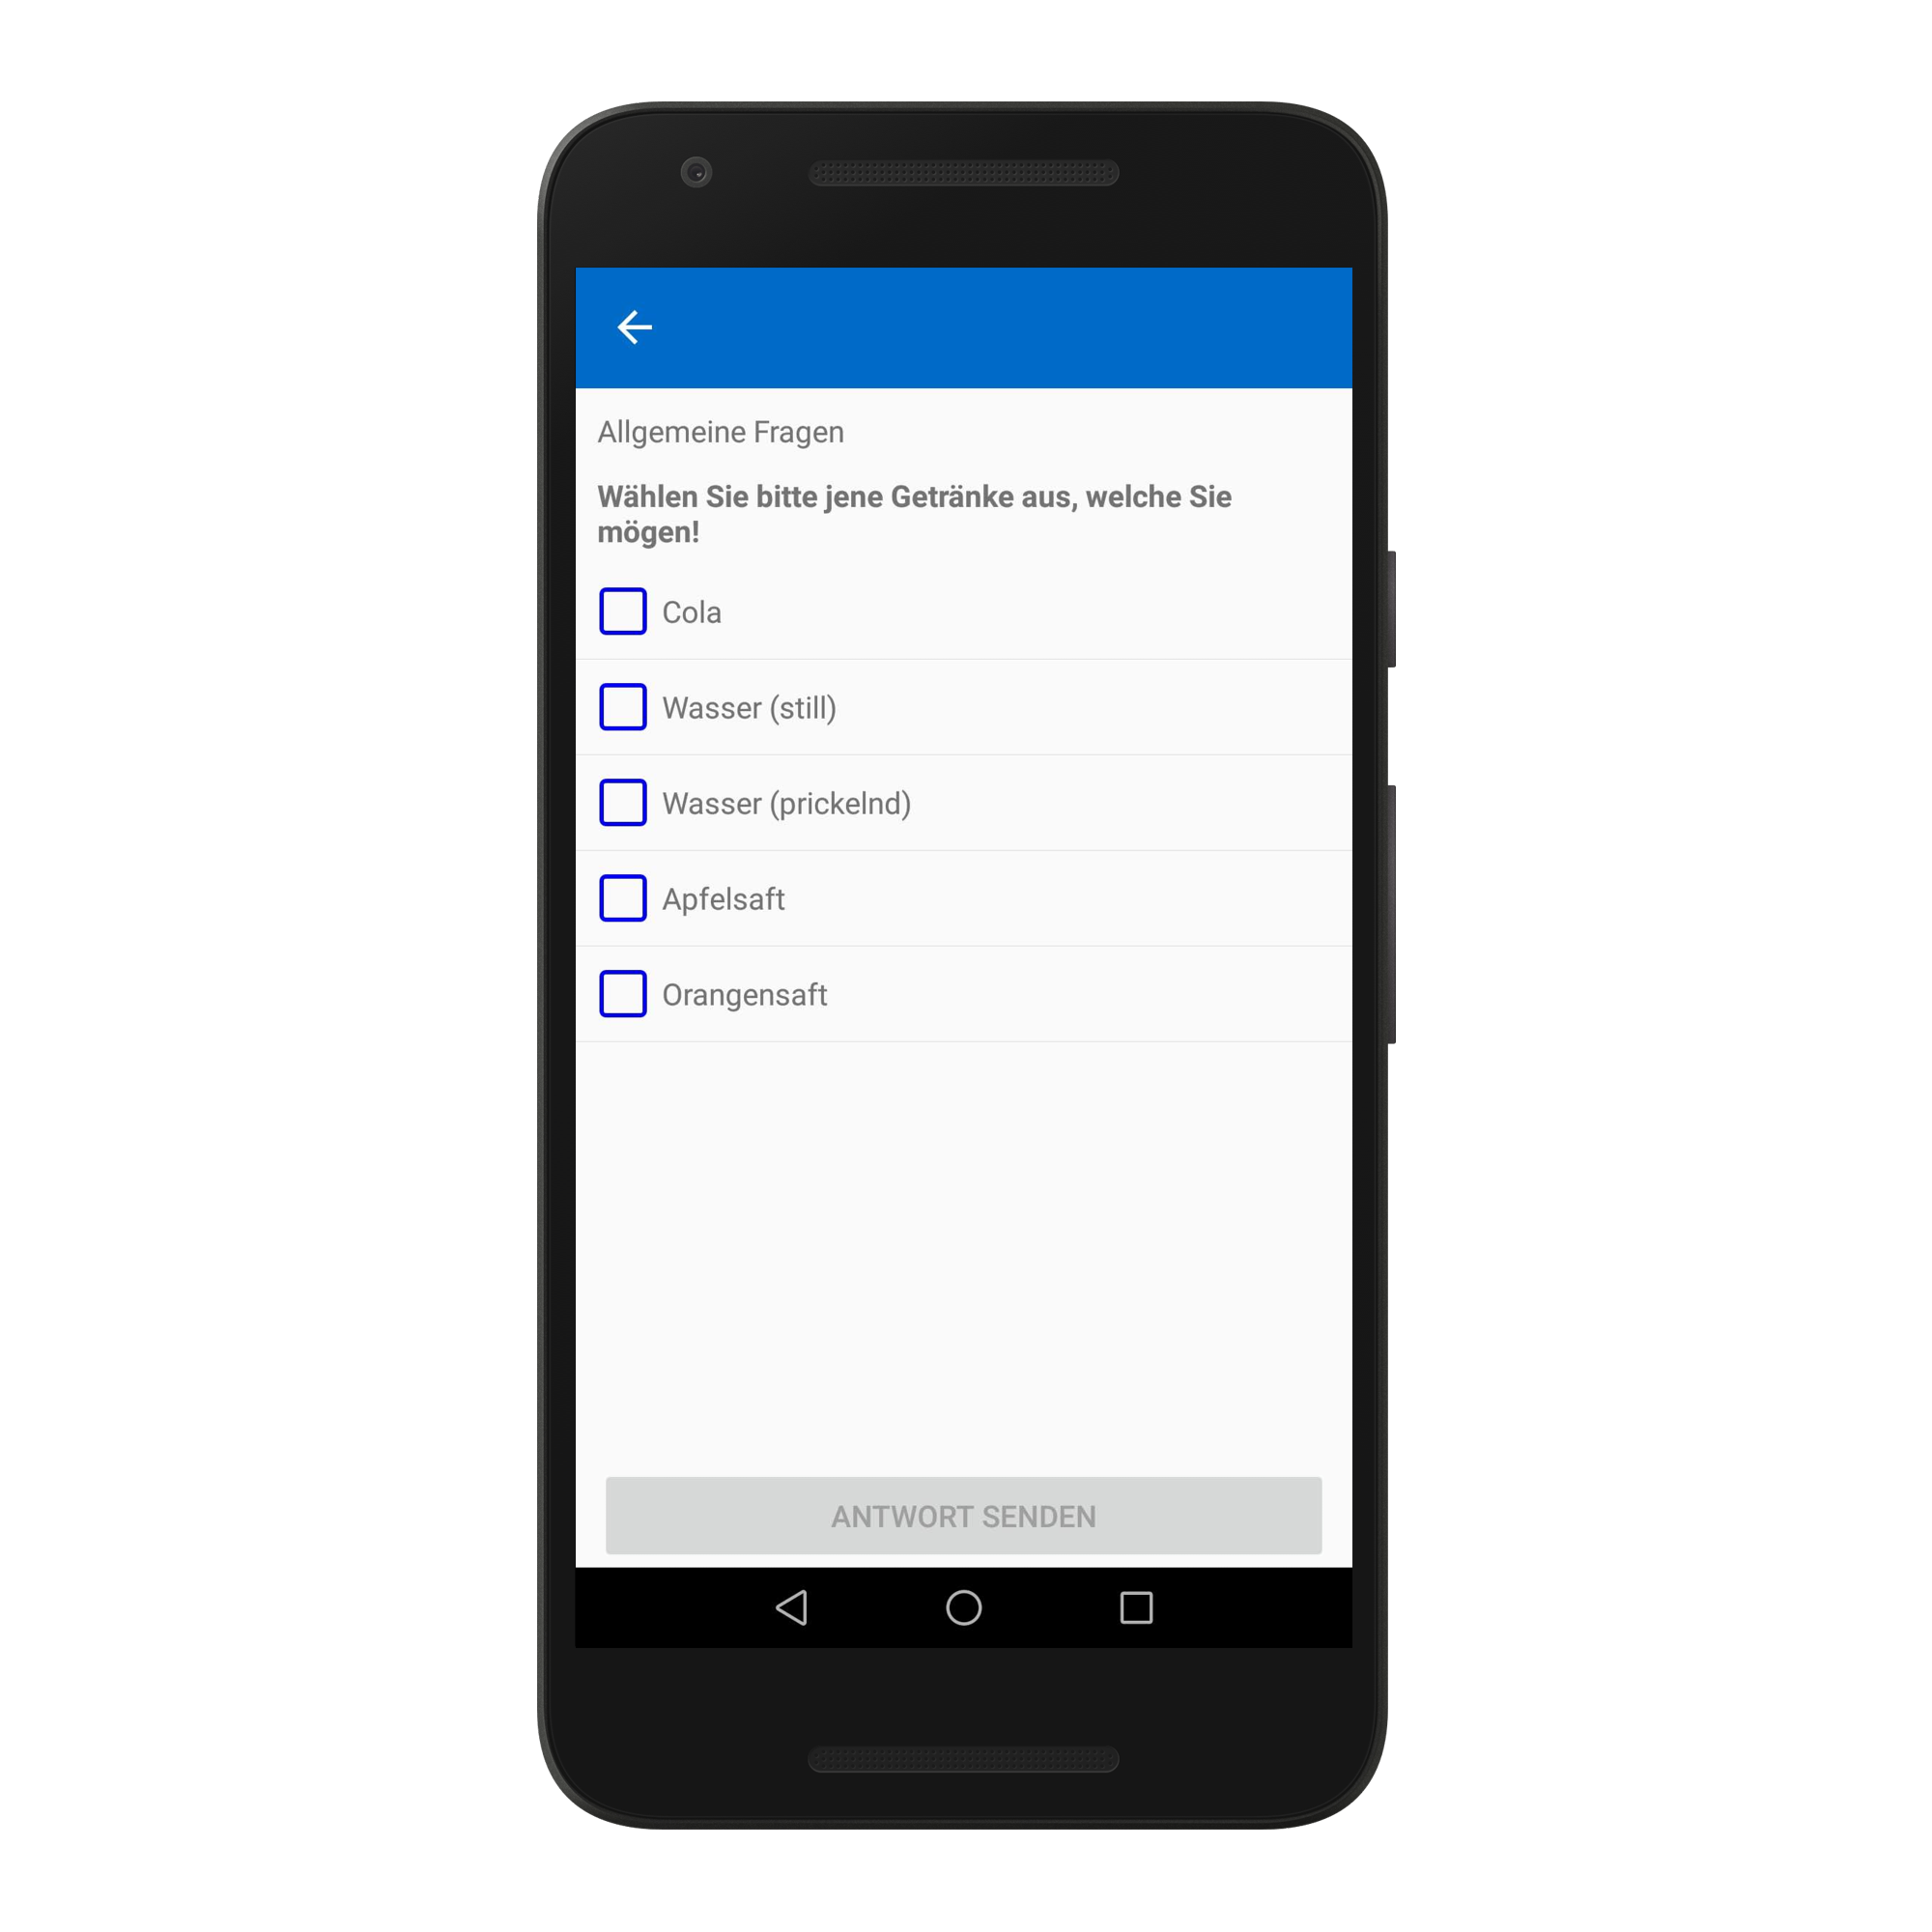 Allgemeine Fragen
Wählen Sie bitte jene Getränke aus, welche Sie
mögen!
Cola
Wasser (still)
Wasser (prickelnd)
Apfelsaft
Orangensaft
ANTWORT SENDEN